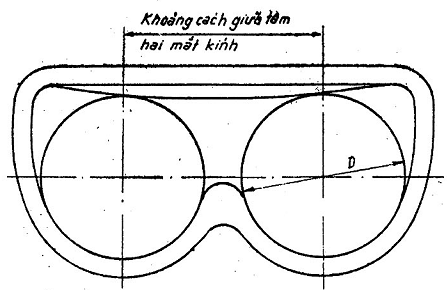 Khoảng cách giữa tâm
hai mắt kính
D